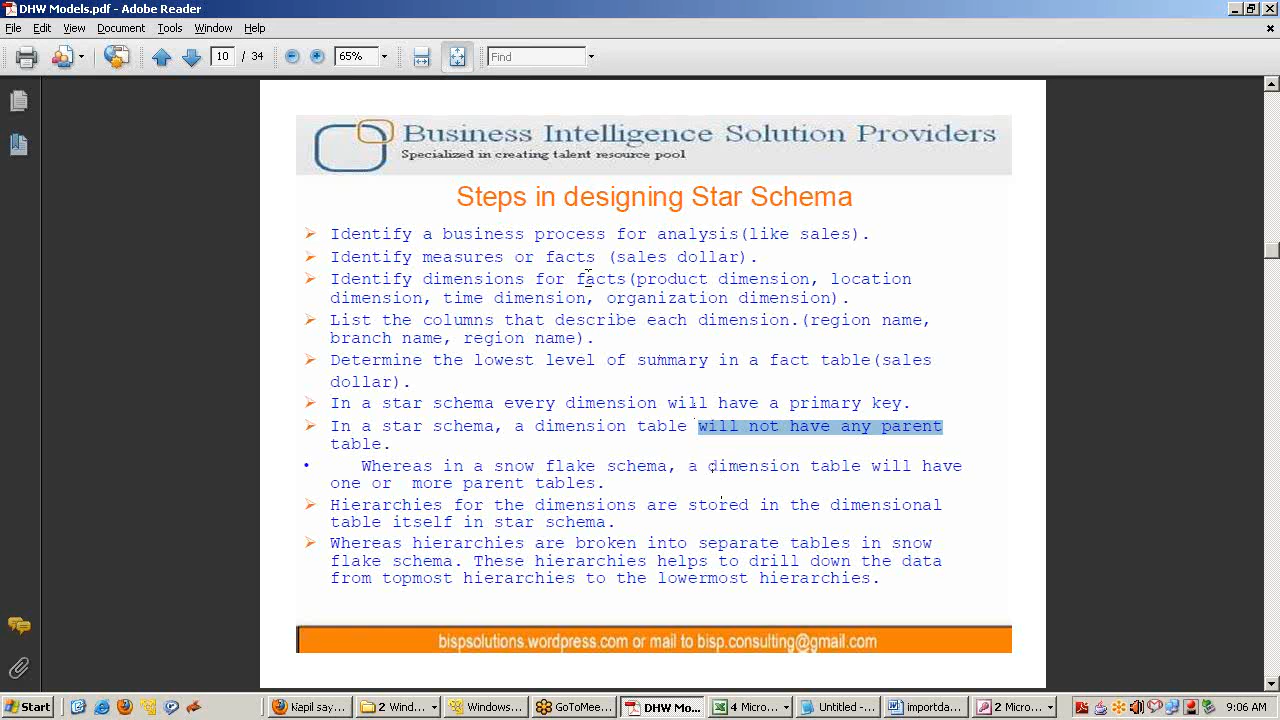 DHW Models.pdf - Adobe Reader
File Edit View Document Tools Window Help
10 / 34 65% Find
Business Intelligence Solution Providers
Specialized in creating talent resource pool
Steps in designing Star Schema
Identify a business process for analysis(like sales).
Identify measures or facts (sales dollar).
Identify dimensions for facts(product dimension, location
dimension, time dimension, organization dimension).
List the columns that describe each dimension.(region name,
branch name, region name).
Determine the lowest level of summary in a fact table(sales
dollar).
In a star schema every dimension will have a primary key.
In a star schema, a dimension table will not have any parent
table.
Whereas in a snow flake schema, a dimension table will have
one or more parent tables.
Hierarchies for the dimensions are stored in the dimensional
table itself in star schema.
Whereas hierarchies are broken into separate tables in snow
flake schema. These hierarchies helps to drill down the data
from topmost hierarchies to the lowermost hierarchies.
bispsolutions.wordpress.com or mail to bisp.consulting@gmail.com
Start Kapil say... 2 Wind... Windows... GoToMee... DHW Mo... 4 Micro... Untitled -... importda... 2 Micro... 9:06 AM